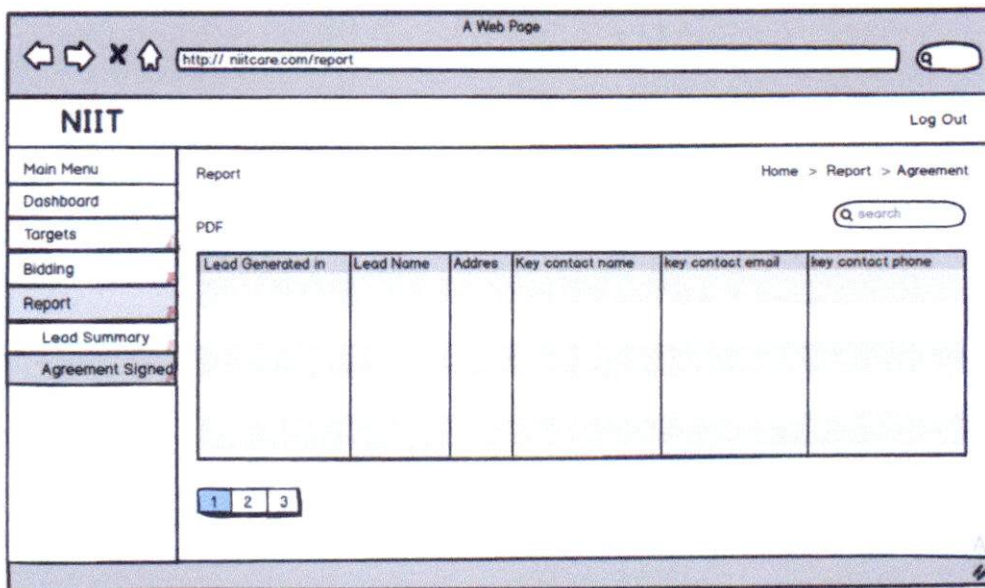 A Web Page
http:// niitcare.com/report
NIIT
Log Out
Main Menu
Dashboard
Targets
Bidding
Report
Lead Summary
Agreement Signed
Report
Home > Report > Agreement
search
PDF
Lead Generated in Lead Name Addres Key contact name key contact email key contact phone
1 2 3